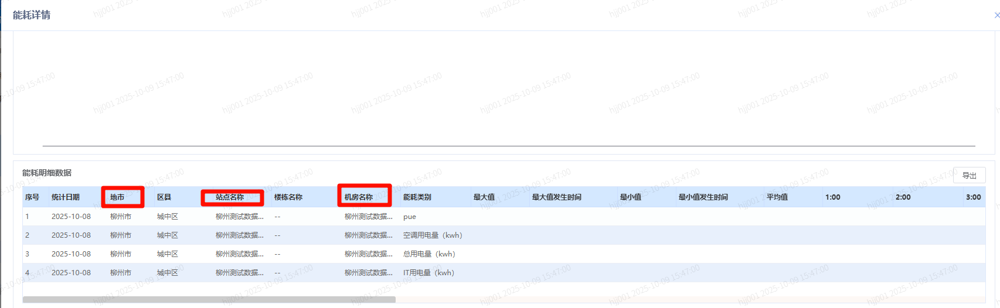 能耗详情
能耗明细数据
导出
序号 统计日期 地市 区县 站点名称 楼栋名称 机房名称 能耗类别 最大值 最大值发生时间 最小值 最小值发生时间 平均值 1:00 2:00 3:00
1 2025-10-08 柳州市 城中区 柳州测试数据... -- 柳州测试数据... pue
2 2025-10-08 柳州市 城中区 柳州测试数据... -- 柳州测试数据... 空调用电量（kwh）
3 2025-10-08 柳州市 城中区 柳州测试数据... -- 柳州测试数据... 总用电量（kwh）
4 2025-10-08 柳州市 城中区 柳州测试数据... -- 柳州测试数据... IT用电量（kwh）
hjj001 2025-10-09 15:47:00